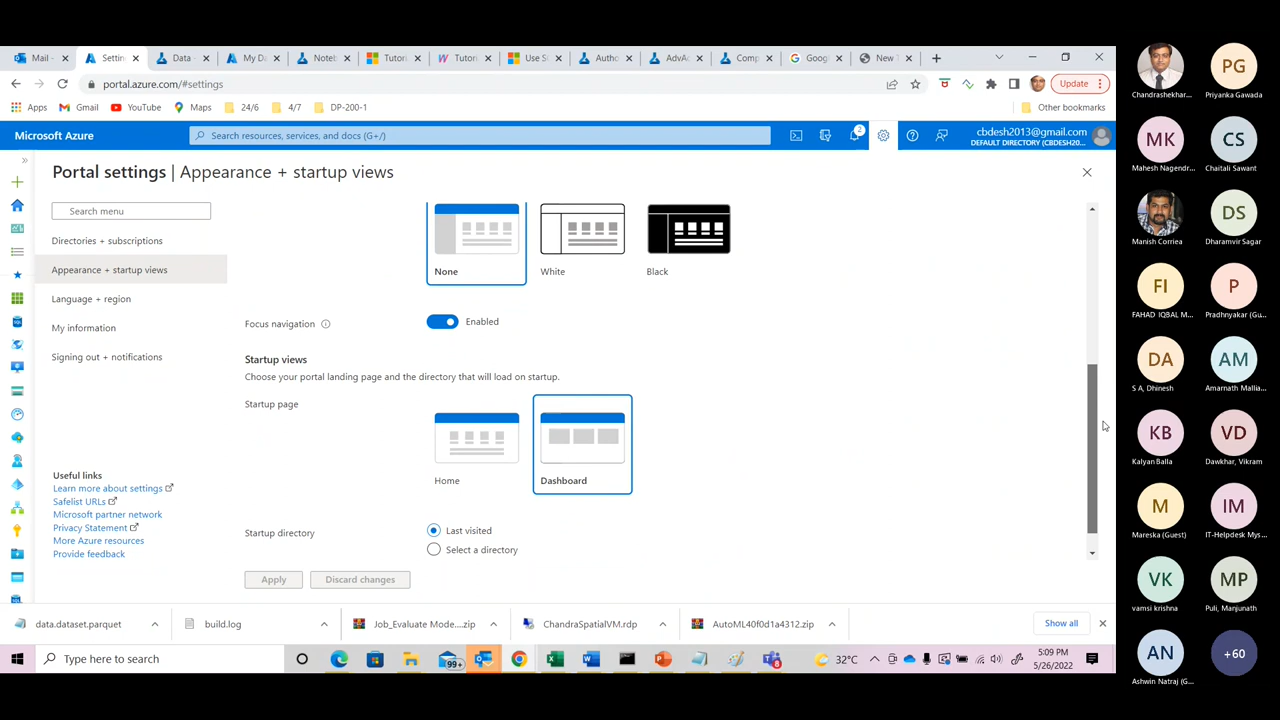 Mail -
Settin
Data
My Da
Notel
Tutori
Tutor
Use S
Autho
AdvAc
Comp
Goog
New T
portal.azure.com/#settings
Update
Apps
Gmail
YouTube
Maps
24/6
4/7
DP-200-1
Other bookmarks
Microsoft Azure
Search resources, services, and docs (G+/)
2
cbdesh2013@gmail.com
DEFAULT DIRECTORY (CBDESH20...
Portal settings | Appearance + startup views
Search menu
Directories + subscriptions
Appearance + startup views
Language + region
My information
Signing out + notifications
None
White
Black
Focus navigation
Enabled
Startup views
Choose your portal landing page and the directory that will load on startup.
Startup page
Home
Dashboard
Startup directory
Last visited
Select a directory
Apply
Discard changes
Useful links
Learn more about settings
Safelist URLs
Microsoft partner network
Privacy Statement
More Azure resources
Provide feedback
data.dataset.parquet
build.log
Job_Evaluate Mode....zip
ChandraSpatialVM.rdp
AutoML40f0d1a4312.zip
Show all
Type here to search
99+
8
32°C
5:09 PM
5/26/2022
Chandrashekhar...
PG
Priyanka Gawada
MK
Mahesh Nagendr...
CS
Chaitali Sawant
Manish Corriea
DS
Dharamvir Sagar
FI
FAHAD IQBAL M...
P
Pradhnyakar (Gu...
DA
S A, Dhinesh
AM
Amarnath Mallia...
KB
Kalyan Balla
VD
Dawkhar, Vikram
M
Mareska (Guest)
IM
IT-Helpdesk Mys...
VK
vamsi krishna
MP
Puli, Manjunath
AN
Ashwin Natraj (G...
+60